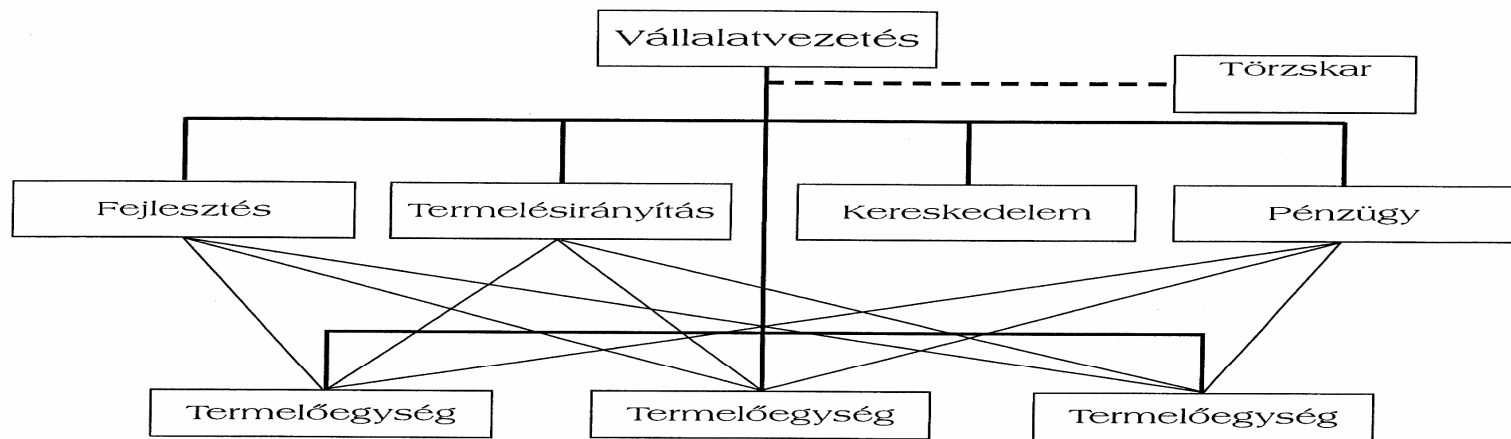 Vállalatvezetés
Törzskar
Fejlesztés
Termelésirányítás
Kereskedelem
Pénzügy
Termelőegység
Termelőegység
Termelőegység